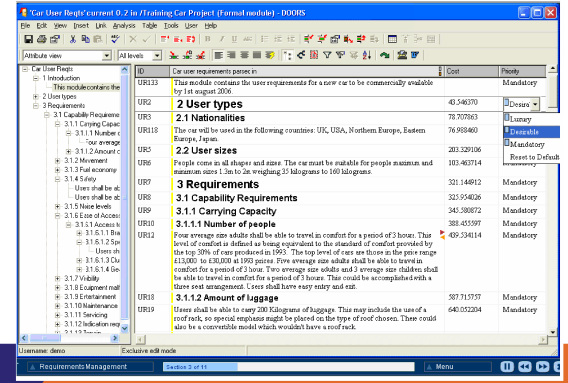 'Car User Reqts' current 0.2 in /Training Car Project (Formal module) - DOORS
File Edit View Insert Link Analysis Table Tools User Help
Attribute view All levels
Car User Reqts
1 Introduction
This module contains the
2 User types
3 Requirements
3.1 Capability Requireme
3.1.1 Carrying Capac
3.1.1.1 Number c
Four average
3.1.1.2 Amount c
3.1.2 Movement
3.1.3 Fuel economy
3.1.4 Safety
Users shall be at
Users shall be at
3.1.5 Noise levels
3.1.6 Ease of Access
3.1.6.1 Access to
3.1.6.1.1 Bra
3.1.6.1.2 Spe
Users sh
3.1.6.1.3 Clu
3.1.6.1.4 Ge
3.1.7 Visibility
3.1.8 Equipment malf
3.1.9 Entertainment
3.1.10 Maintenance
3.1.11 Servicing
3.1.12 Indication req
ID Car user requirements parsec in Cost Priority
UR133 This module contains the user requirements for a new car to be commercially available Mandatory
by 1st august 2006.
UR2 2 User types 43.546370 Desira
UR3 2.1 Nationalities 78.707863 Luxury
UR118 The car will be used in the following countries: UK, USA, Northern Europe, Eastern 76.988460 Desirable
Europe, Japan.
Mandatory
UR5 2.2 User sizes 203.329106 Reset to Default
UR6 People come in all shapes and sizes. The car must be suitable for people maximum and 103.463714
minimum sizes 1.3m to 2m weighing 35 kilograms to 160 kilograms.
UR7 3 Requirements 321.144912 Mandatory
UR8 3.1 Capability Requirements 325.954026 Mandatory
UR9 3.1.1 Carrying Capacity 345.580872 Mandatory
UR10 3.1.1.1 Number of people 388.455597 Mandatory
UR12 Four average size adults shall be able to travel in comfort for a period of 3 hours. This 439.534114 Mandatory
level of comfort is defined as being equivalent to the standard of comfort provided by
the top 30% of cars produced in 1993. The top level of cars are those in the price range
£13,000 to £30,000 at 1993 prices. Five average size adults shall be able to travel in
comfort for a period of 3 hours. Two average size adults and 3 average size children shall
be able to travel in comfort for a period of 3 hours. This could be accomplished with a
three seat arrangement. Users shall have easy entry and exit.
UR18 3.1.1.2 Amount of luggage 587.715757 Mandatory
UR19 Users shall be able to carry 200 Kilograms of luggage. This may include the use of a 640.052204 Mandatory
roof rack, so special emphasis might be placed on the type of roof chosen. There could
also be a convertible model which wouldn't have a roof rack.
Username: demo Exclusive edit mode
Requirements Management Section 3 of 11 Menu